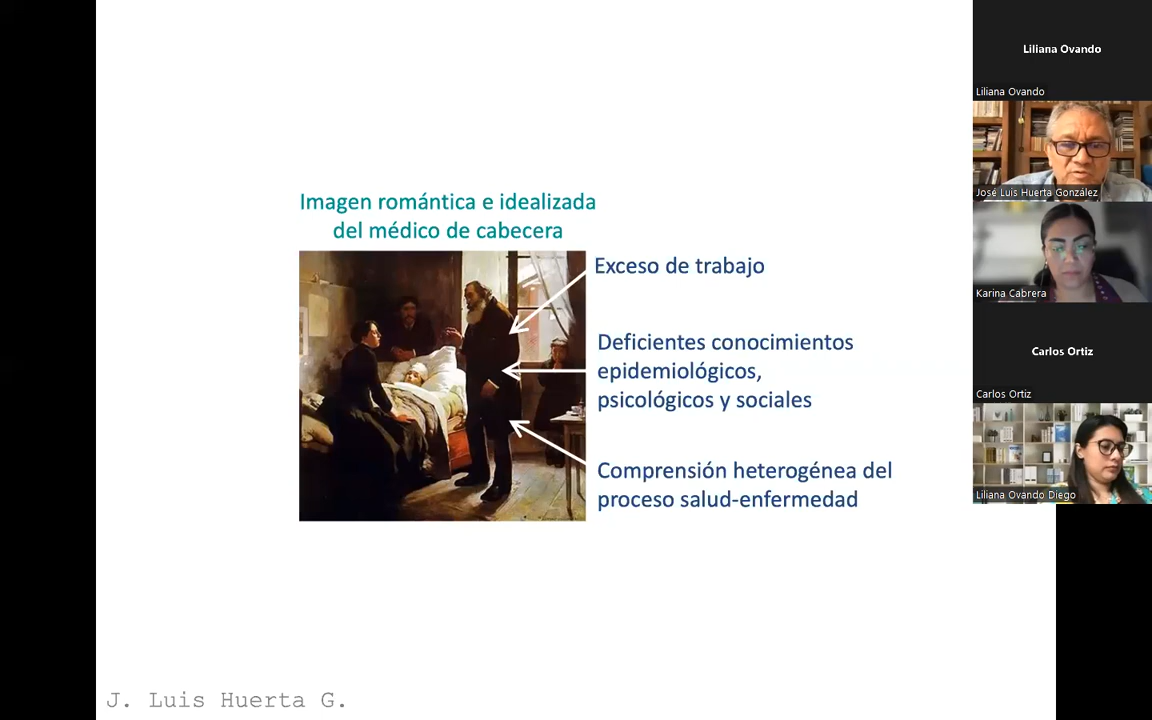 Imagen romántica e idealizada
del médico de cabecera
Exceso de trabajo
Deficientes conocimientos
epidemiológicos,
psicológicos y sociales
Comprensión heterogénea del
proceso salud-enfermedad
J. Luis Huerta G.
Liliana Ovando
Liliana Ovando
José Luis Huerta González
Karina Cabrera
Carlos Ortiz
Carlos Ortiz
Liliana Ovando Diego